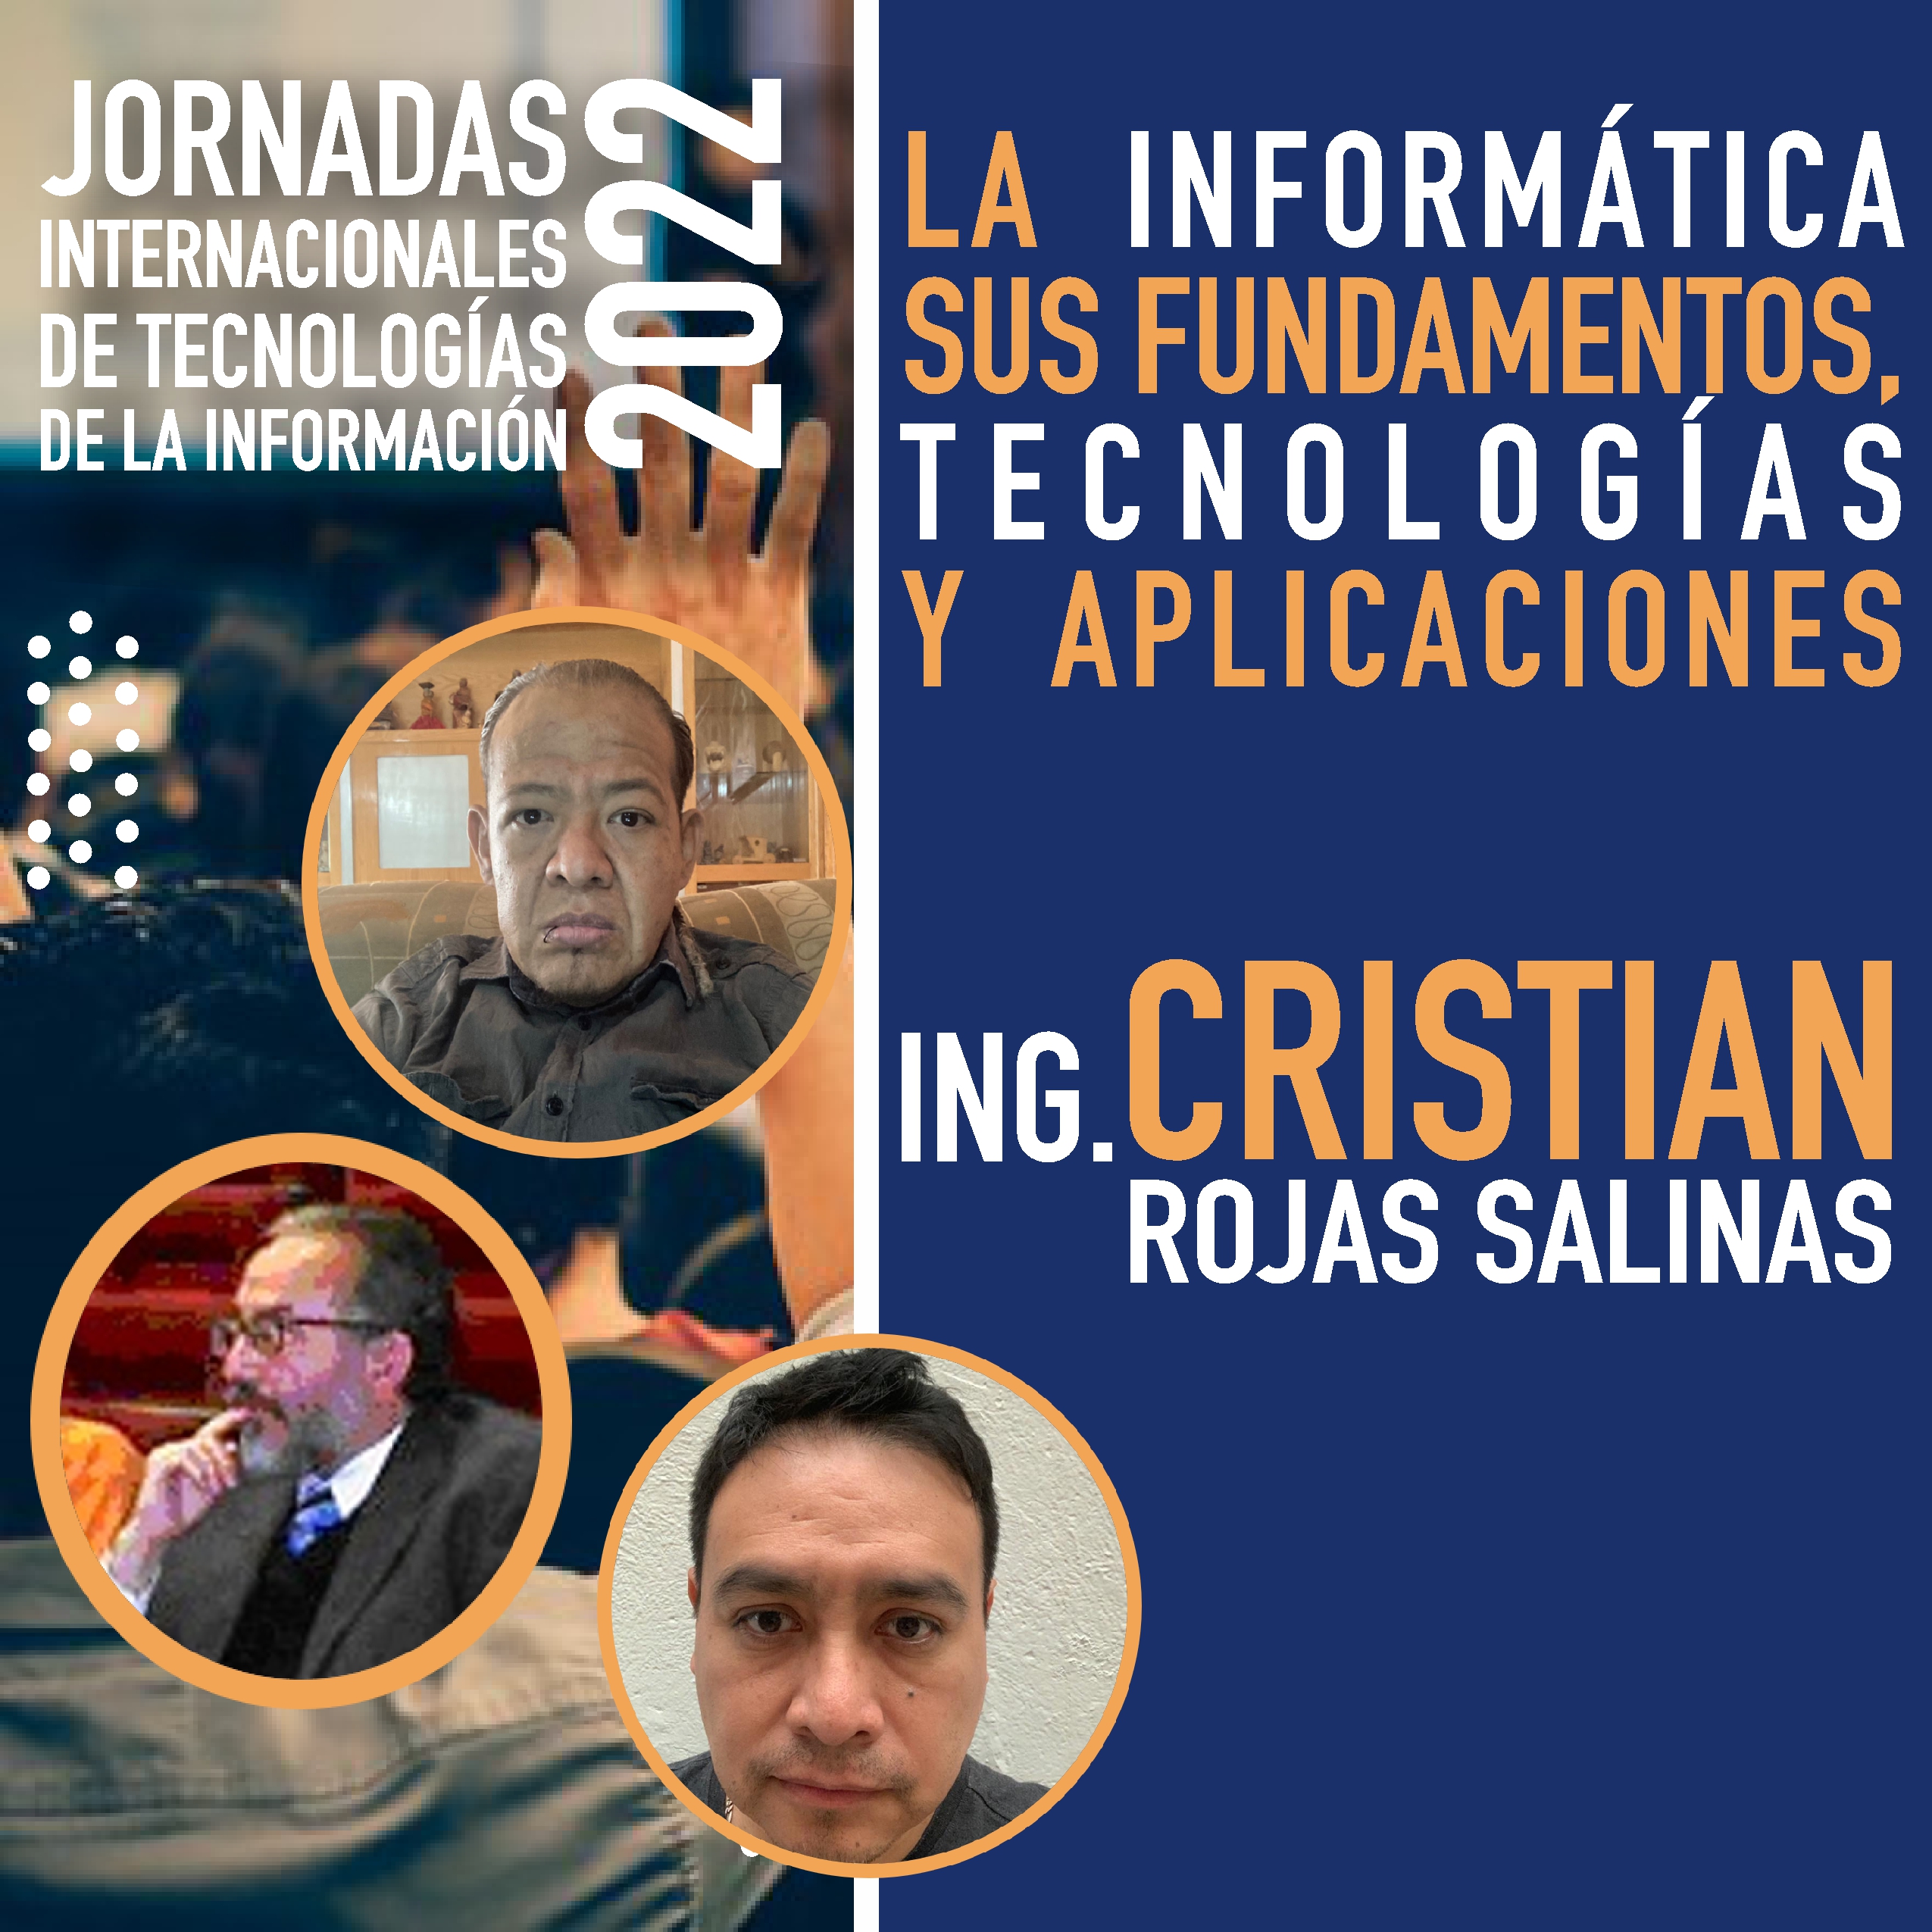 JORNADAS
INTERNACIONALES
DE TECNOLOGÍAS
DE LA INFORMACIÓN
2022
LA INFORMÁTICA
SUS FUNDAMENTOS,
TECNOLOGÍAS
Y APLICACIONES
ING. CRISTIAN
ROJAS SALINAS